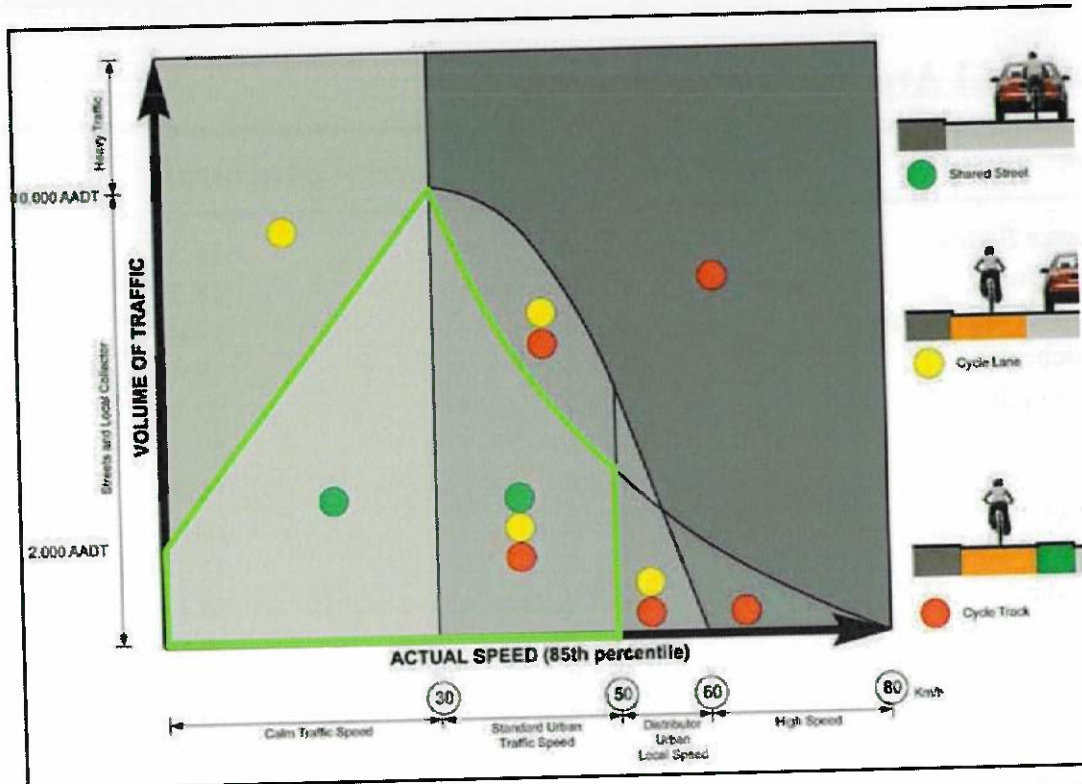 Heavy Traffic
10,000 AADT
VOLUME OF TRAFFIC
Streets and Local Collector
2.000 AADT
Shared Street
Cycle Lane
Cycle Track
ACTUAL SPEED (85th percentile)
30
50
60
80
Km/h
Calm Traffic Speed
Standard Urban
Traffic Speed
Distributor
Urban
Local Speed
High Speed